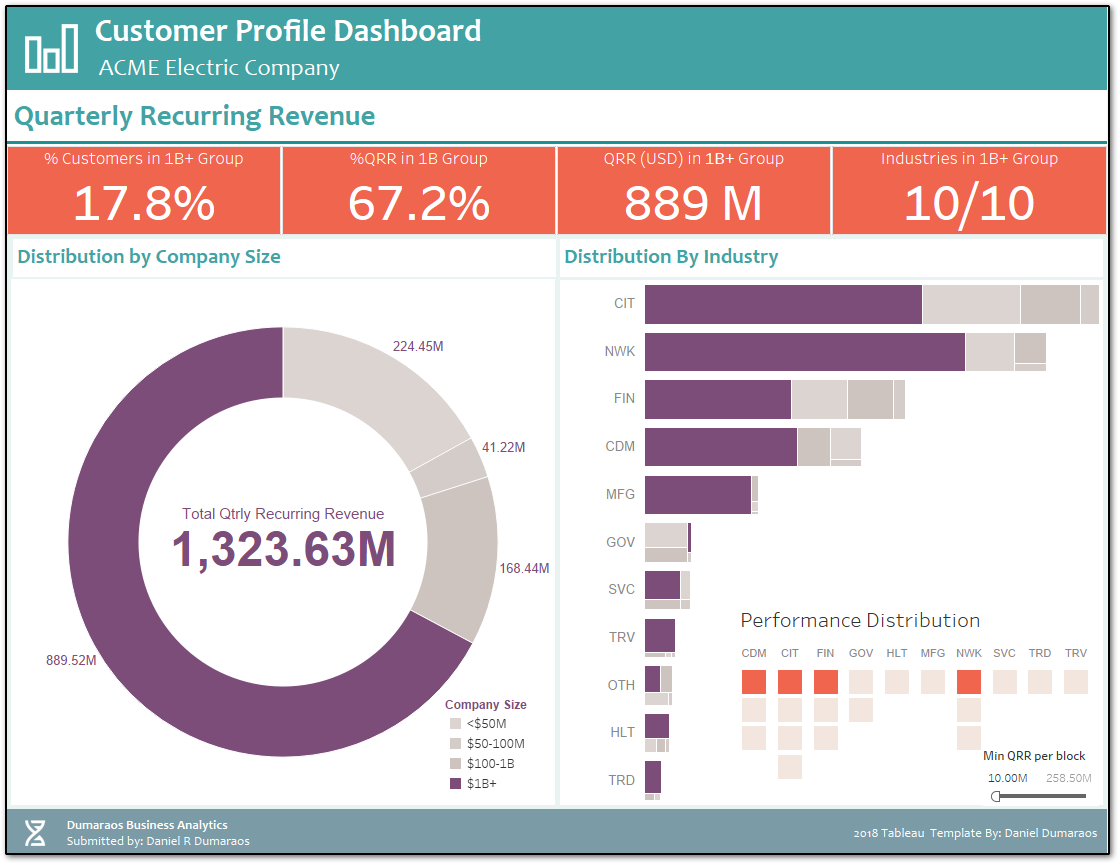 Customer Profile Dashboard
ACME Electric Company
Quarterly Recurring Revenue
% Customers in 1B+ Group
17.8%
%QRR in 1B Group
67.2%
QRR (USD) in 1B+ Group
889 M
Industries in 1B+ Group
10/10
Distribution by Company Size
224.45M
41.22M
168.44M
889.52M
Total Qtrly Recurring Revenue
1,323.63M
Company Size
<$50M
$50-100M
$100-1B
$1B+
Distribution By Industry
CIT
NWK
FIN
CDM
MFG
GOV
SVC
TRV
OTH
HLT
TRD
Performance Distribution
CDM CIT FIN GOV HLT MFG NWK SVC TRD TRV
Min QRR per block
10.00M 258.50M
Dumaraos Business Analytics
Submitted by: Daniel R Dumaraos
2018 Tableau Template By: Daniel Dumaraos